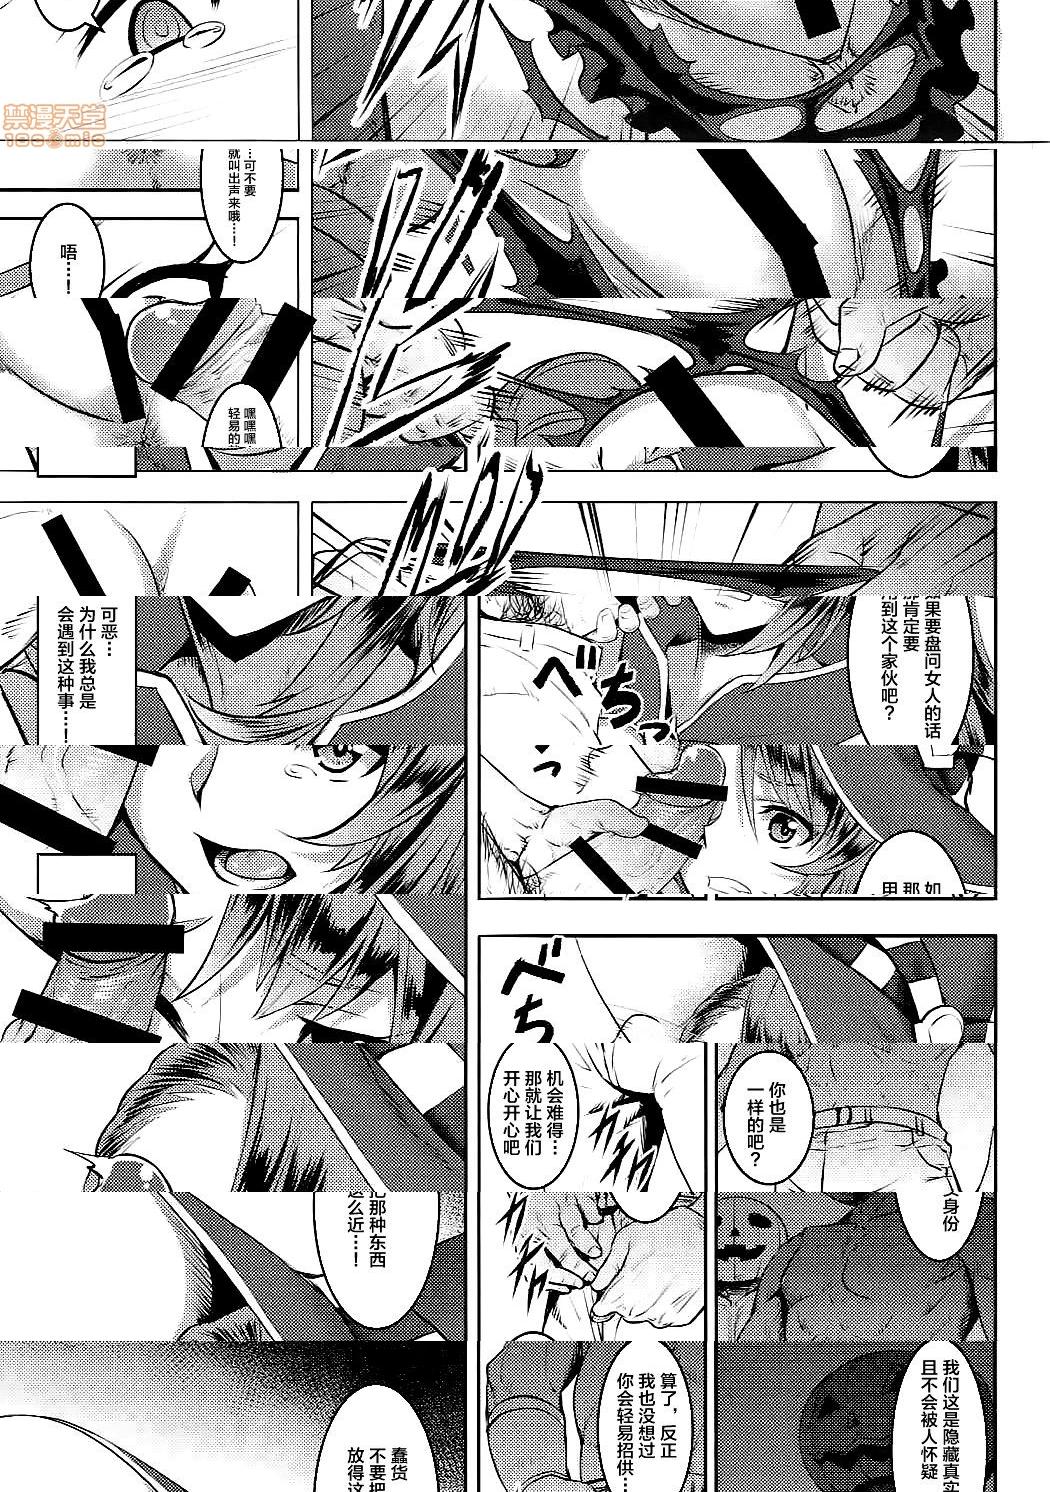 禁漫天堂
18comic
…可不要
就叫出声来哦…！
唔…！
嘿嘿嘿
可恶…
为什么我总是
会遇到这种事…！
如果要盘问女人的话
那肯定要
用到这个家伙吧？
べちっ
べち
机会难得…
那就让我们
开心开心吧
你也是
一样的吧？
身份
那种东西
这么近…！
我们这是隐藏真实
且不会被人怀疑
算了，反正
我也没想过
你会轻易招供…
蠢货
不要把
放得这